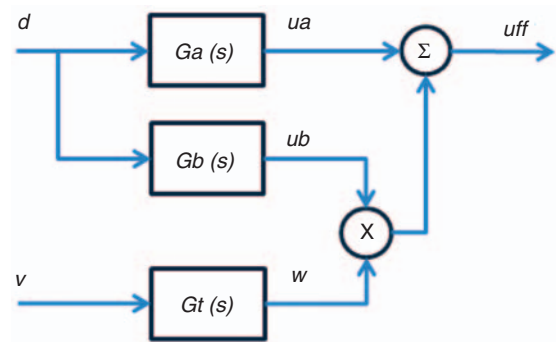 d
Ga (s)
ua
Σ
uff
Gb (s)
ub
X
v
Gt (s)
w